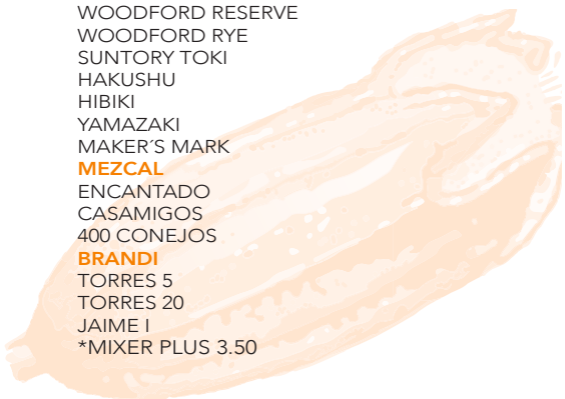 WOODFORD RESERVE
WOODFORD RYE
SUNTORY TOKI
HAKUSHU
HIBIKI
YAMAZAKI
MAKER´S MARK
MEZCAL
ENCANTADO
CASAMIGOS
400 CONEJOS
BRANDI
TORRES 5
TORRES 20
JAIME I
*MIXER PLUS 3.50